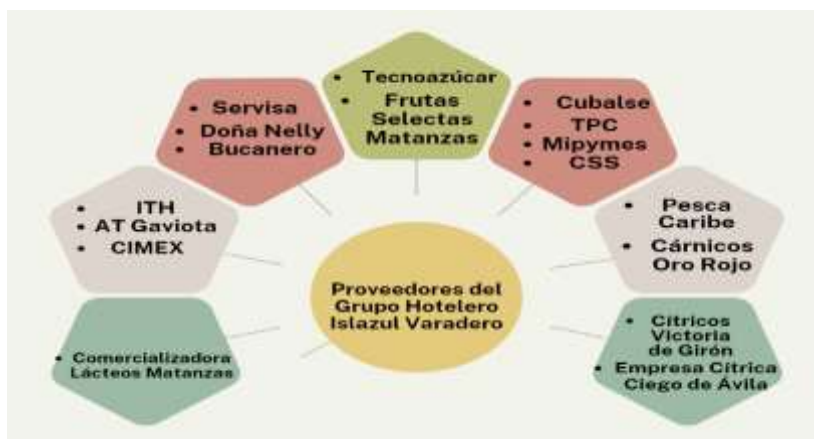 • Tecnoazúcar
• Frutas
Selectas
Matanzas
• Servisa
• Doña Nelly
• Bucanero
• Cubalse
• TPC
• Mipymes
• CSS
• ITH
• AT Gaviota
• CIMEX
• Pesca
Caribe
• Cárnicos
Oro Rojo
Proveedores del
Grupo Hotelero
Islazul Varadero
• Comercializadora
Lácteos Matanzas
• Cítricos
Victoria
de Girón
• Empresa Cítrica
Ciego de Ávila